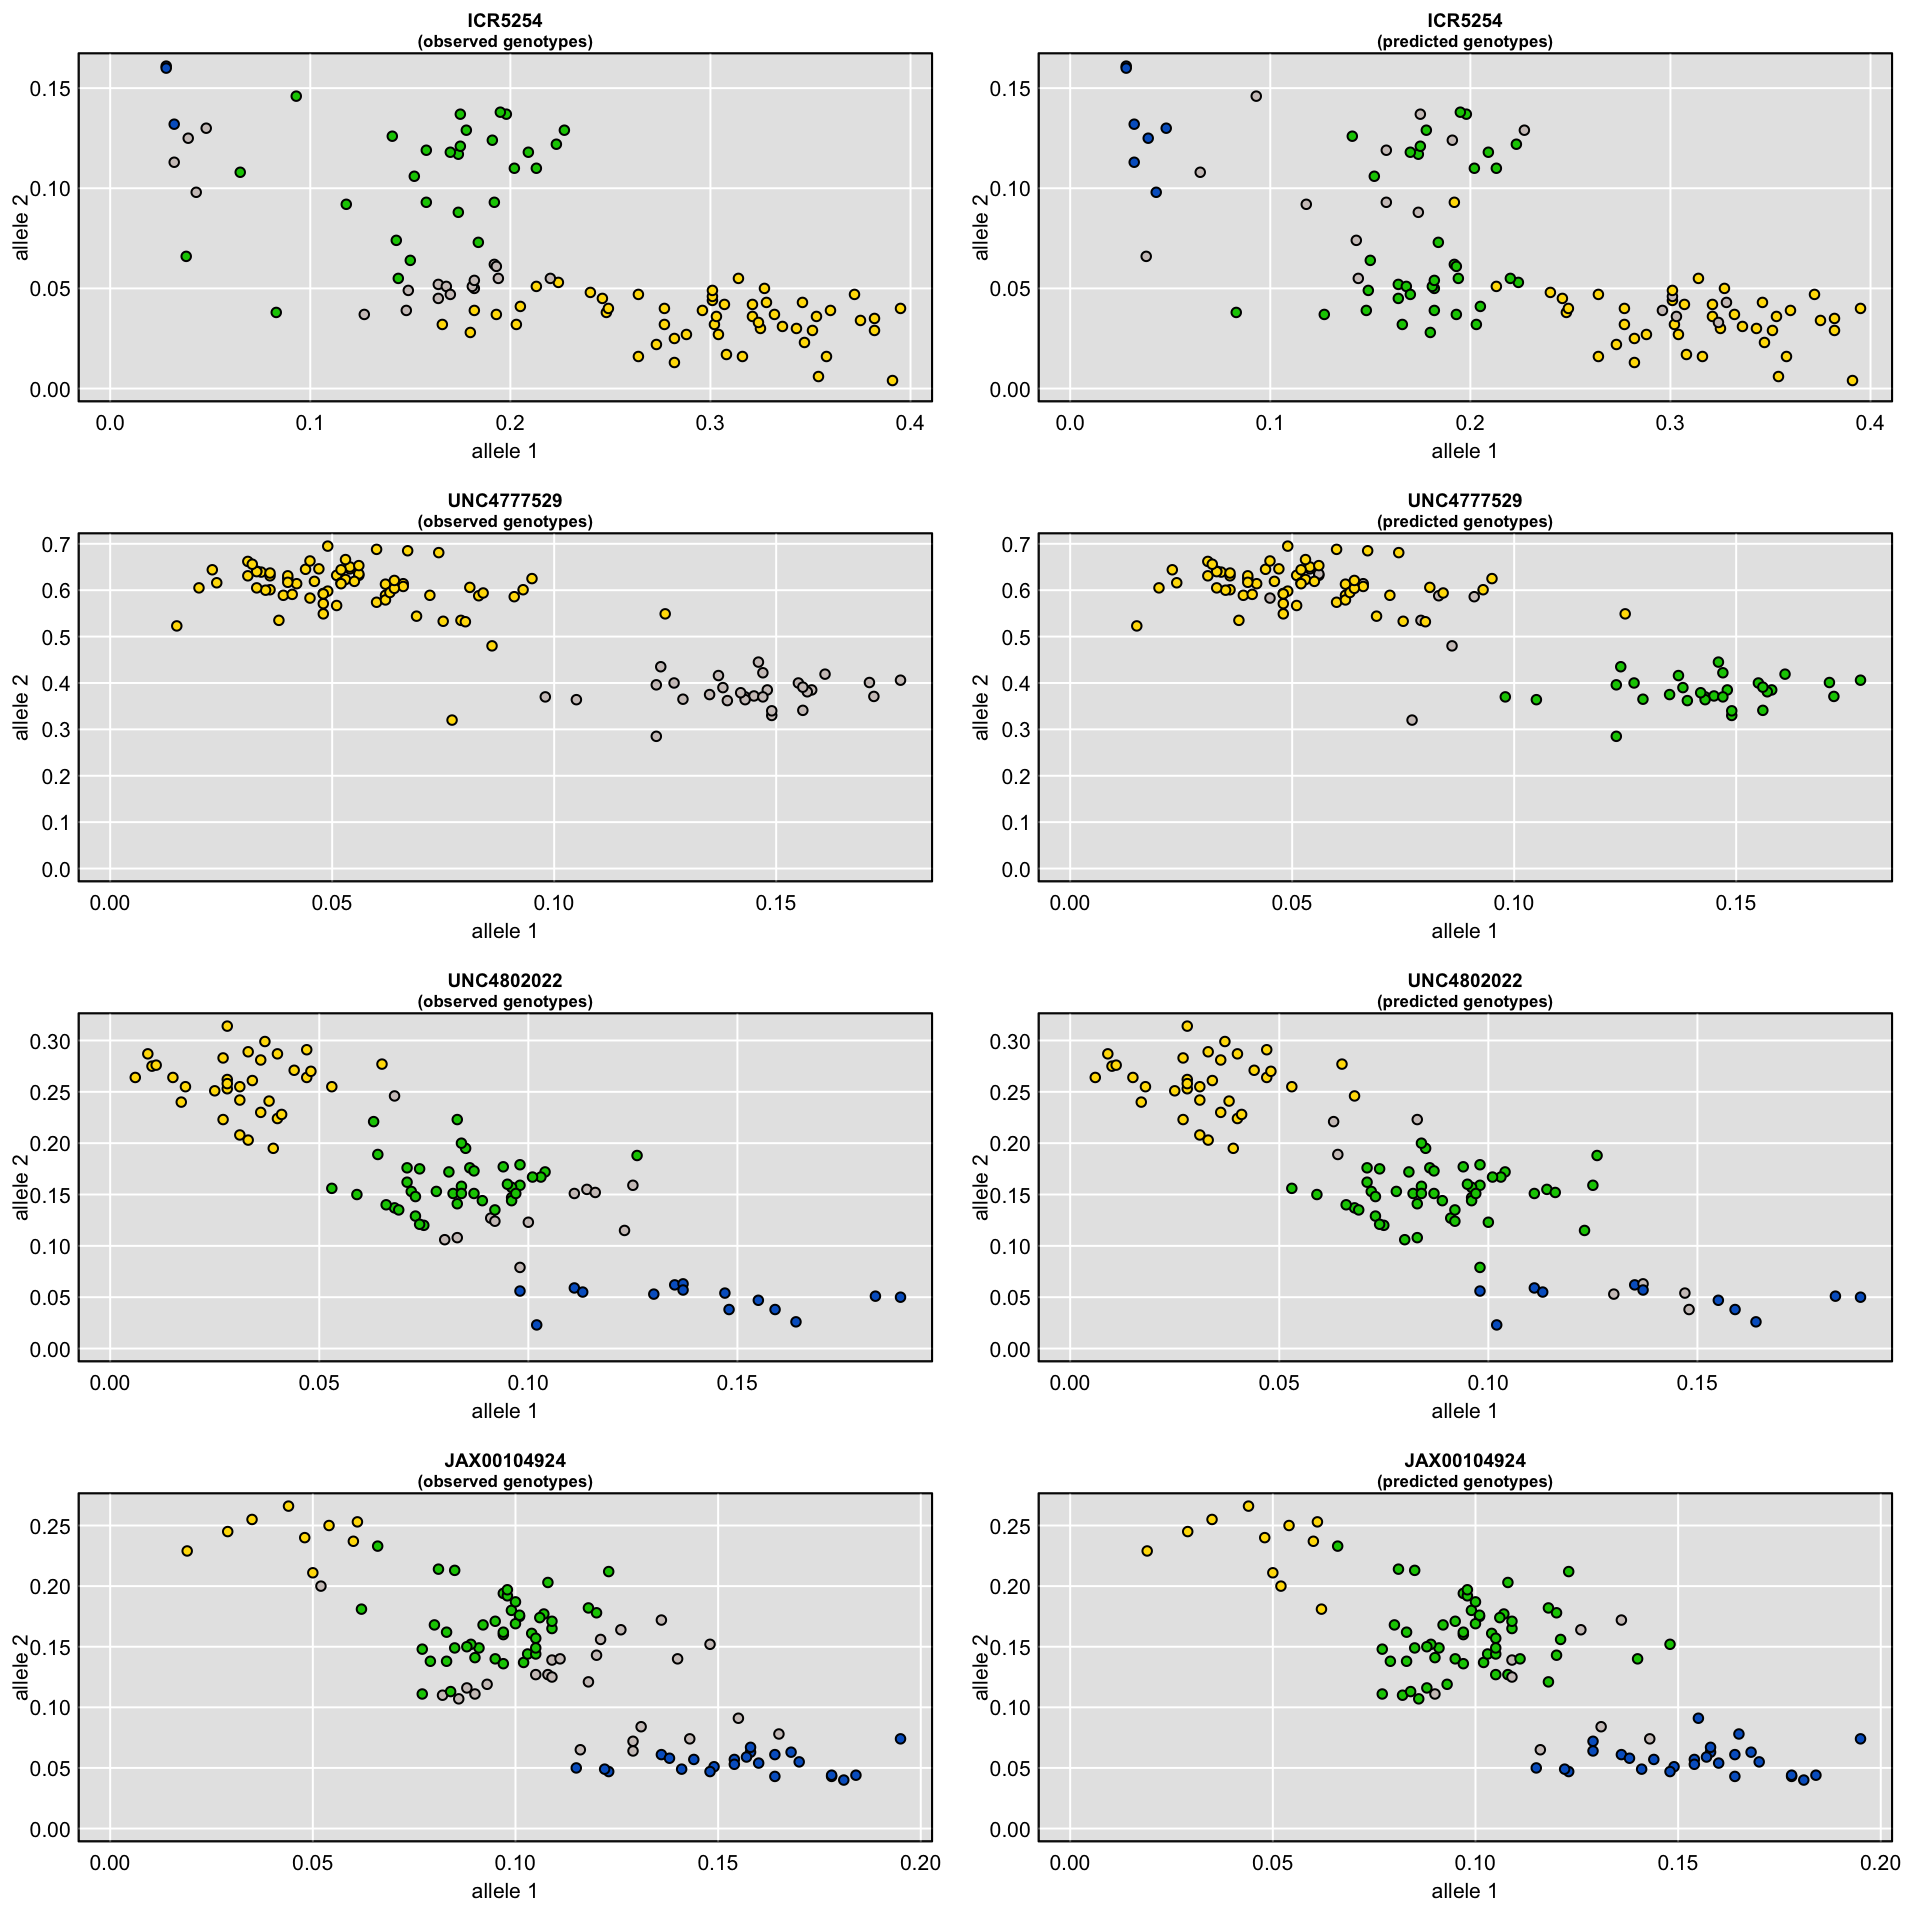 ICR5254
(observed genotypes)
allele 2
0.15
0.10
0.05
0.00
0.0 0.1 0.2 0.3 0.4
allele 1
ICR5254
(predicted genotypes)
allele 2
0.15
0.10
0.05
0.00
0.0 0.1 0.2 0.3 0.4
allele 1
UNC4777529
(observed genotypes)
allele 2
0.7
0.6
0.5
0.4
0.3
0.2
0.1
0.0
0.00 0.05 0.10 0.15
allele 1
UNC4777529
(predicted genotypes)
allele 2
0.7
0.6
0.5
0.4
0.3
0.2
0.1
0.0
0.00 0.05 0.10 0.15
allele 1
UNC4802022
(observed genotypes)
allele 2
0.30
0.25
0.20
0.15
0.10
0.05
0.00
0.00 0.05 0.10 0.15
allele 1
UNC4802022
(predicted genotypes)
allele 2
0.30
0.25
0.20
0.15
0.10
0.05
0.00
0.00 0.05 0.10 0.15
allele 1
JAX00104924
(observed genotypes)
allele 2
0.25
0.20
0.15
0.10
0.05
0.00
0.00 0.05 0.10 0.15 0.20
allele 1
JAX00104924
(predicted genotypes)
allele 2
0.25
0.20
0.15
0.10
0.05
0.00
0.00 0.05 0.10 0.15 0.20
allele 1